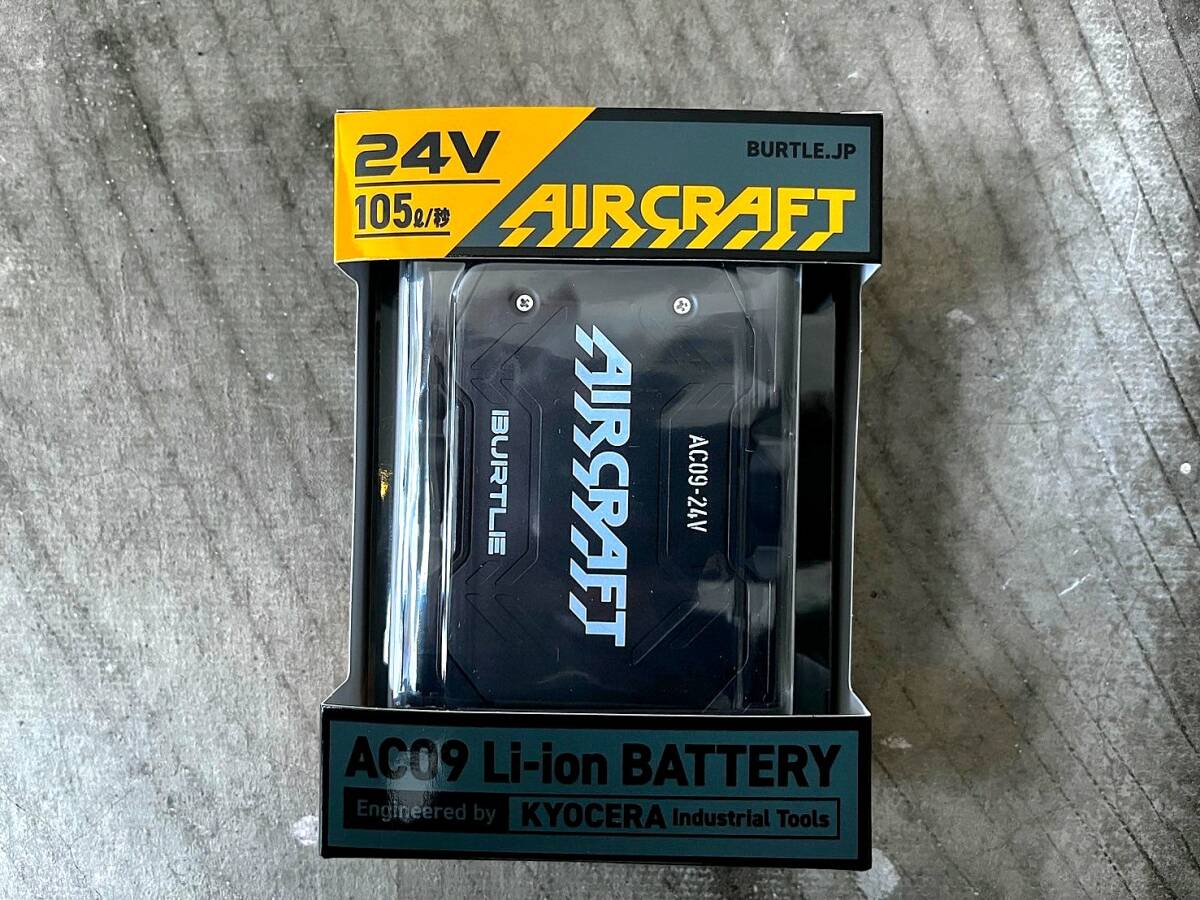 24V
105ℓ/秒
BURTLE.JP
AIRCRAFT
AIRCRAFT
BURTLE
AC09-24V
AC09 Li-ion BATTERY
Engineered by KYOCERA Industrial Tools